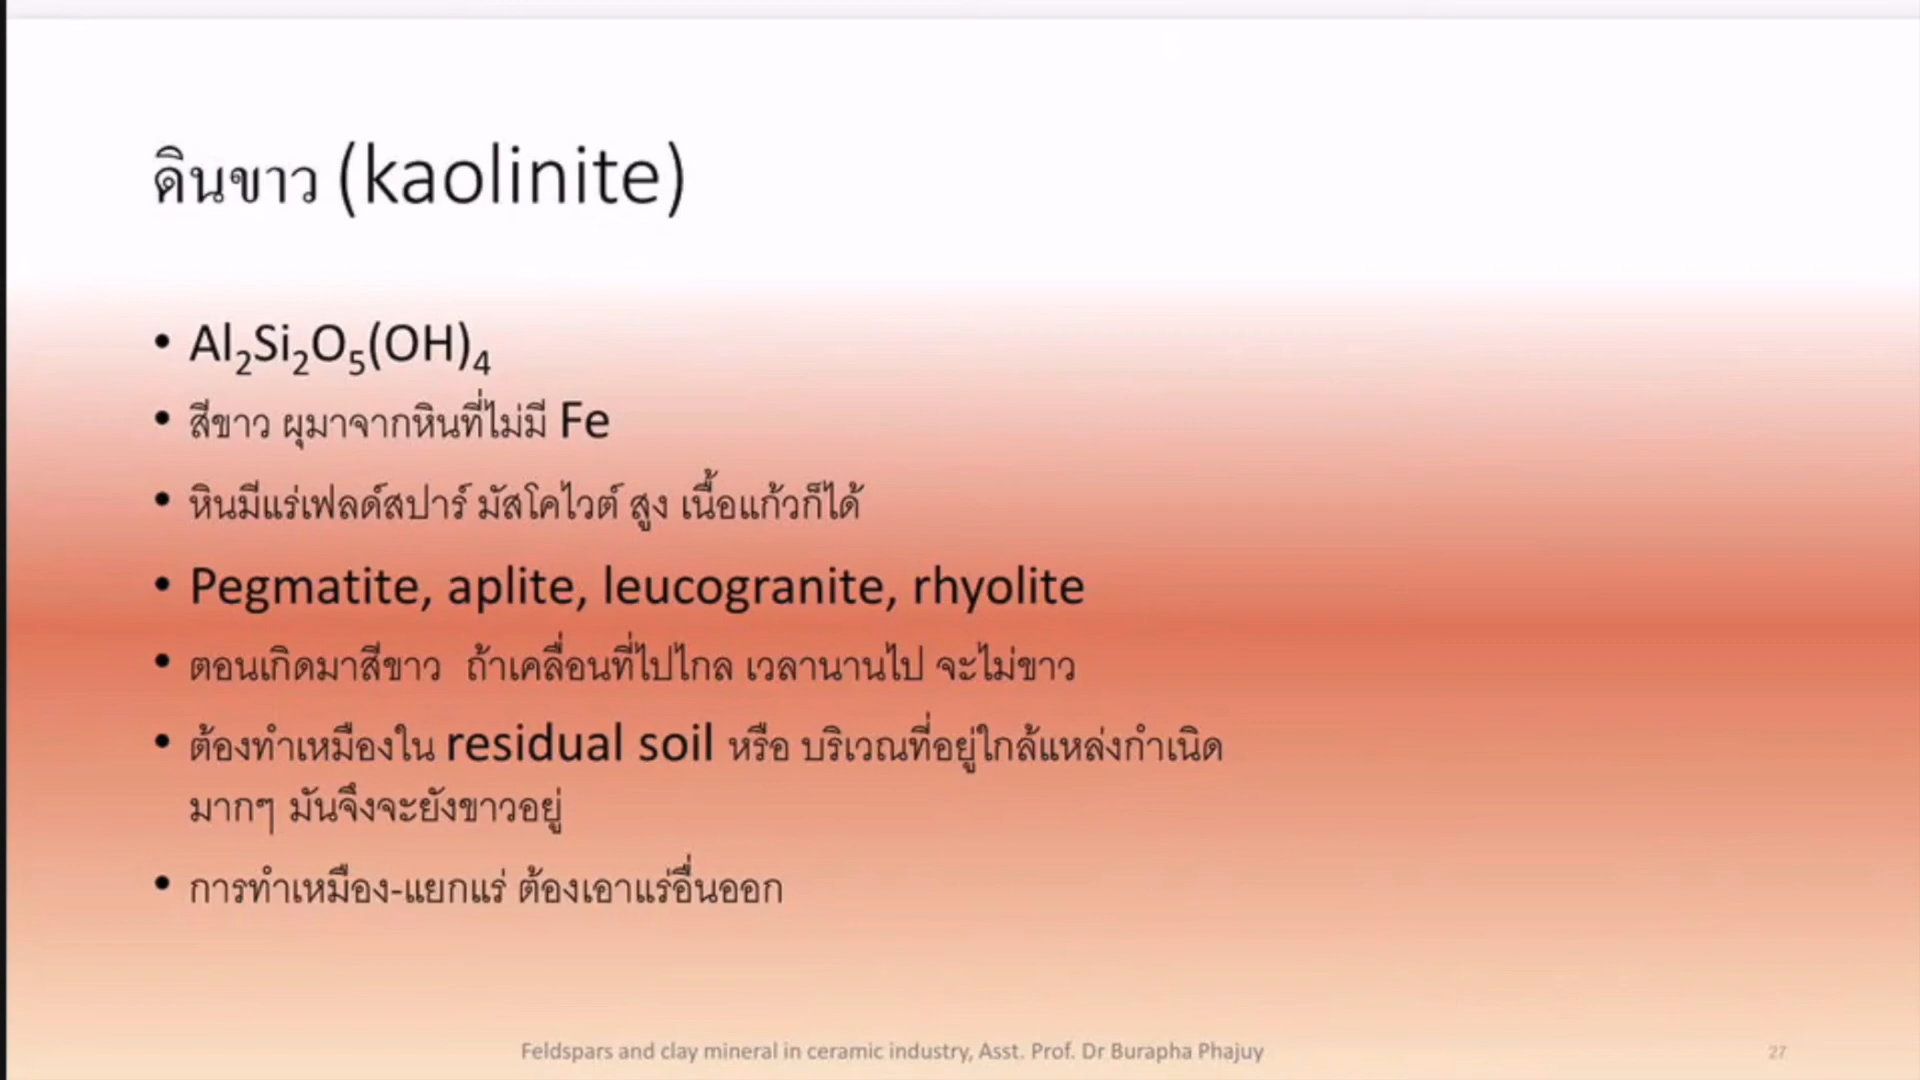 ดินขาว (kaolinite)
• Al₂Si₂O₅(OH)₄
• สีขาว ผุมาจากหินที่ไม่มี Fe
• หินมีแร่เฟลด์สปาร์ มัสโคไวต์ สูง เนื้อแก้วก็ได้
• Pegmatite, aplite, leucogranite, rhyolite
• ตอนเกิดมาสีขาว ถ้าเคลื่อนที่ไปไกล เวลานานไป จะไม่ขาว
• ต้องทำเหมืองใน residual soil หรือ บริเวณที่อยู่ใกล้แหล่งกำเนิด
มากๆ มันจึงจะยังขาวอยู่
• การทำเหมือง-แยกแร่ ต้องเอาแร่อื่นออก
Feldspars and clay mineral in ceramic industry, Asst. Prof. Dr Burapha Phajuy
27